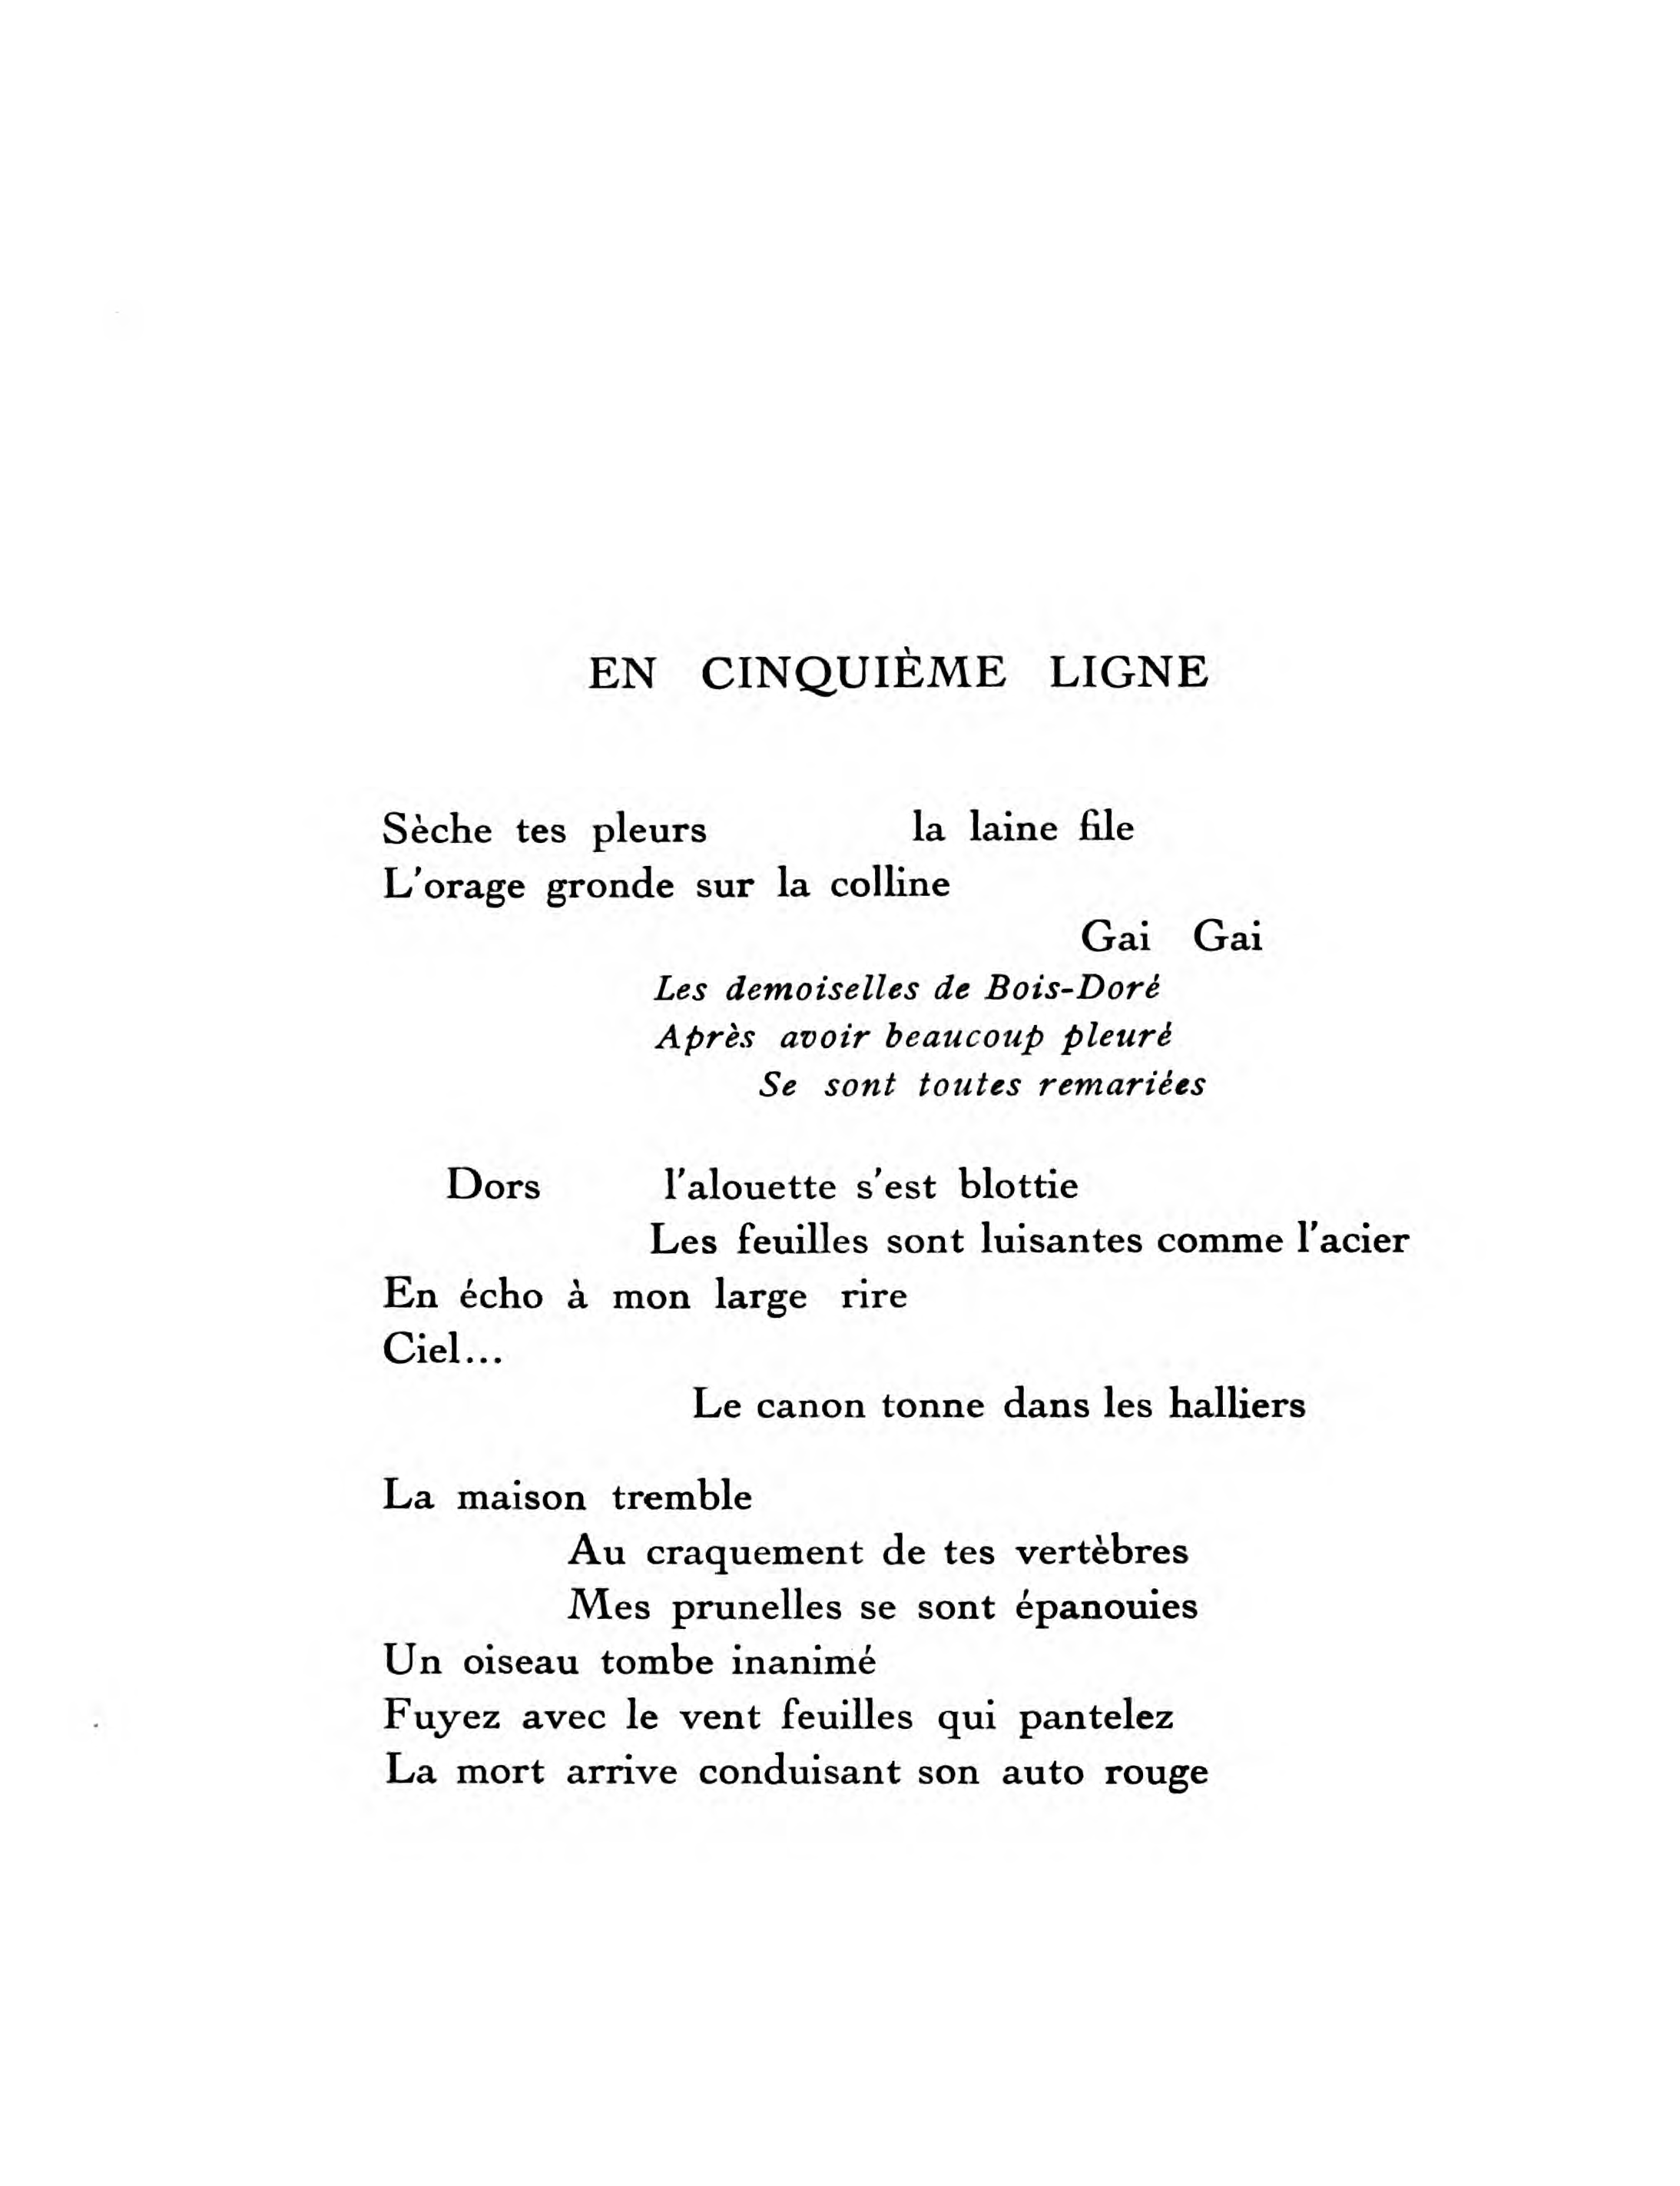 EN CINQUIÈME LIGNE
Sèche tes pleurs la laine file
L'orage gronde sur la colline
Gai Gai
Les demoiselles de Bois-Doré
Après avoir beaucoup pleuré
Se sont toutes remariées
Dors l'alouette s'est blottie
Les feuilles sont luisantes comme l'acier
En écho à mon large rire
Ciel...
Le canon tonne dans les halliers
La maison tremble
Au craquement de tes vertèbres
Mes prunelles se sont épanouies
Un oiseau tombe inanimé
Fuyez avec le vent feuilles qui pantelez
La mort arrive conduisant son auto rouge